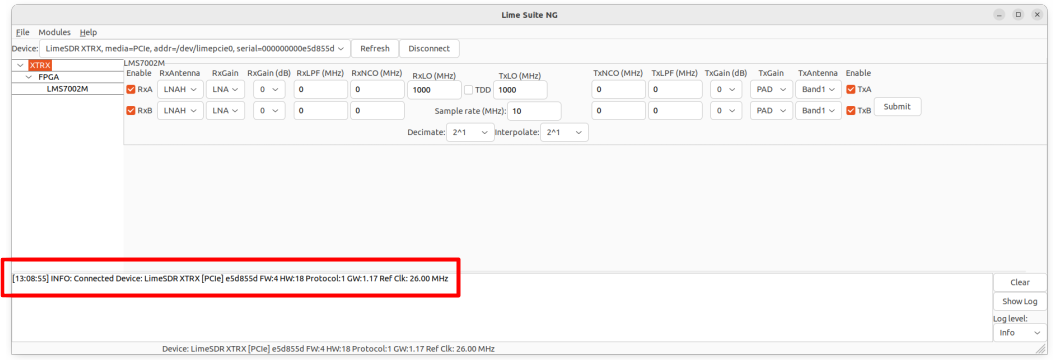 Lime Suite NG
File Modules Help
Device: LimeSDR XTRX, media=PCIe, addr=/dev/limepcie0, serial=000000000e5d855d Refresh Disconnect
XTRX
FPGA
LMS7002M
LMS7002M
Enable RxAntenna RxGain RxGain (dB) RxLPF (MHz) RxNCO (MHz) RxLO (MHz) TxLO (MHz) TxNCO (MHz) TxLPF (MHz) TxGain (dB) TxGain TxAntenna Enable
RxA LNAH LNA 0 0 0 1000 TDD 1000 0 0 0 PAD Band1 TxA
RxB LNAH LNA 0 0 0 Sample rate (MHz): 10 0 0 0 PAD Band1 TxB Submit
Decimate: 2^1 Interpolate: 2^1
[13:08:55] INFO: Connected Device: LimeSDR XTRX [PCIe] e5d855d FW:4 HW:18 Protocol:1 GW:1.17 Ref Clk: 26.00 MHz
Clear
Show Log
Log level:
Info
Device: LimeSDR XTRX [PCIe] e5d855d FW:4 HW:18 Protocol:1 GW:1.17 Ref Clk: 26.00 MHz